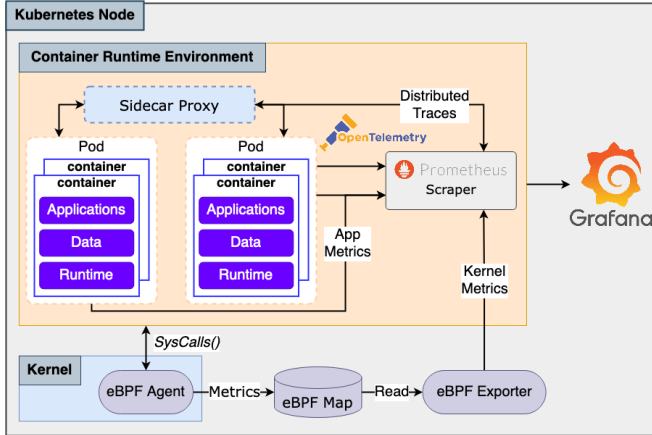 Kubernetes Node
Container Runtime Environment
Sidecar Proxy
Distributed
Traces
OpenTelemetry
Pod
container
container
Applications
Data
Runtime
Pod
container
container
Applications
Data
Runtime
Prometheus
Scraper
App
Metrics
Kernel
Metrics
Grafana
SysCalls()
Kernel
eBPF Agent
Metrics
eBPF Map
Read
eBPF Exporter